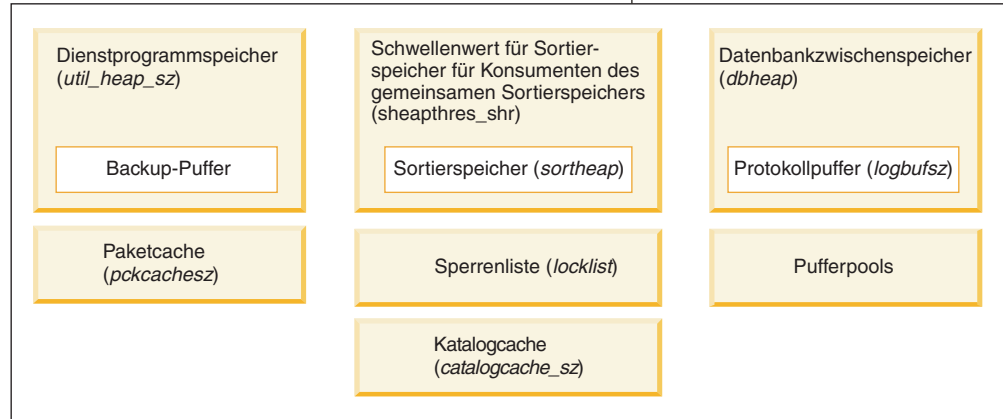 Dienstprogrammspeicher
(util_heap_sz)
Backup-Puffer
Schwellenwert für Sortier-
speicher für Konsumenten des
gemeinsamen Sortierspeichers
(sheapthres_shr)
Sortierspeicher (sortheap)
Datenbankzwischenspeicher
(dbheap)
Protokollpuffer (logbufsz)
Paketcache
(pckcachesz)
Sperrenliste (locklist)
Pufferpools
Katalogcache
(catalogcache_sz)